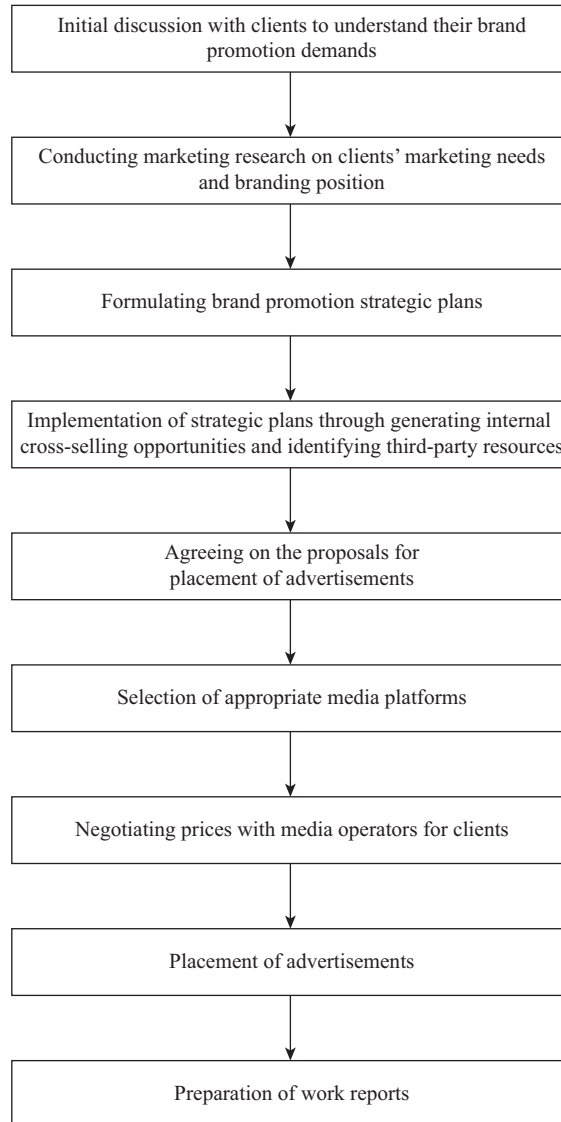 Initial discussion with clients to understand their brand
promotion demands
Conducting marketing research on clients’ marketing needs
and branding position
Formulating brand promotion strategic plans
Implementation of strategic plans through generating internal
cross-selling opportunities and identifying third-party resources
Agreeing on the proposals for
placement of advertisements
Selection of appropriate media platforms
Negotiating prices with media operators for clients
Placement of advertisements
Preparation of work reports